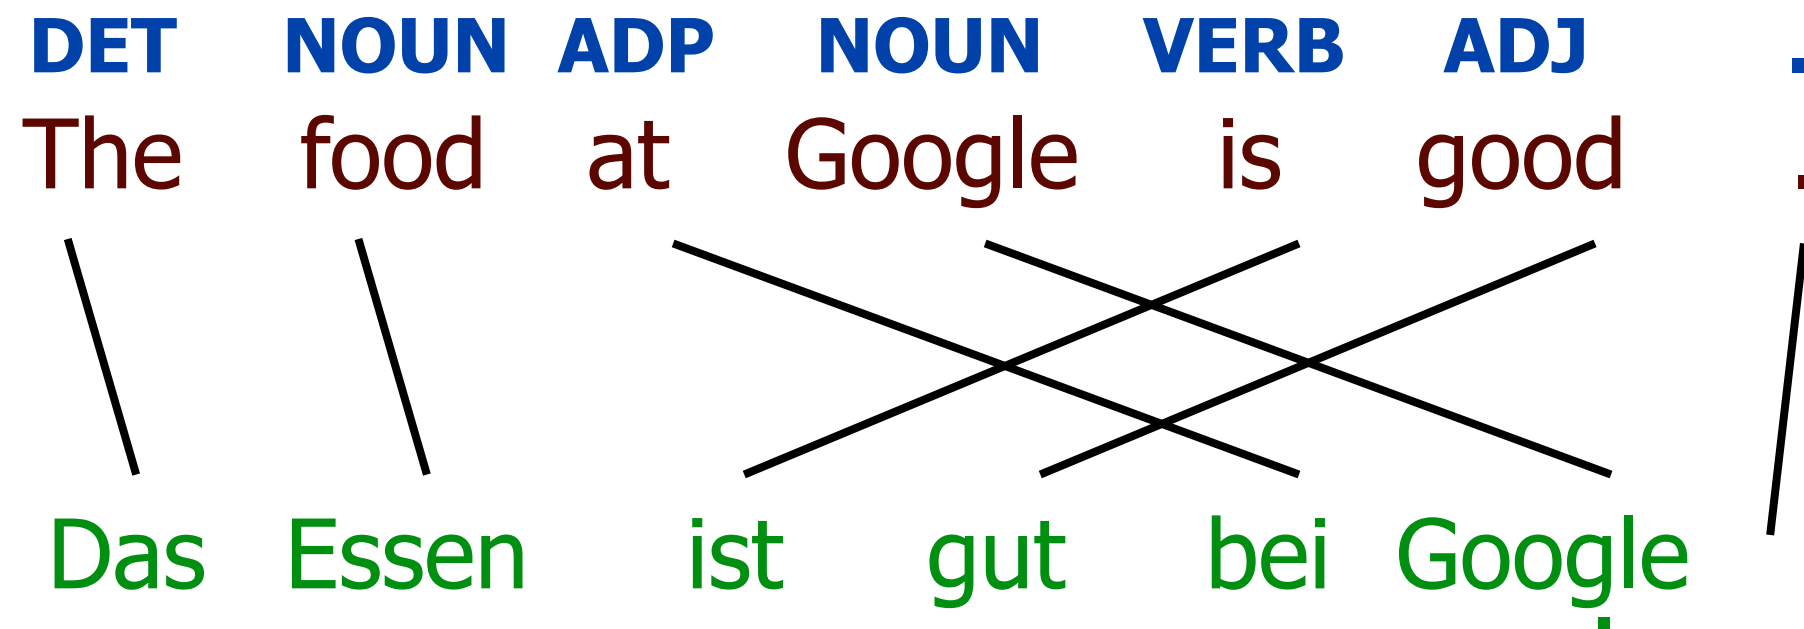 DET NOUN ADP NOUN VERB ADJ .
The food at Google is good .
Das Essen ist gut bei Google
.